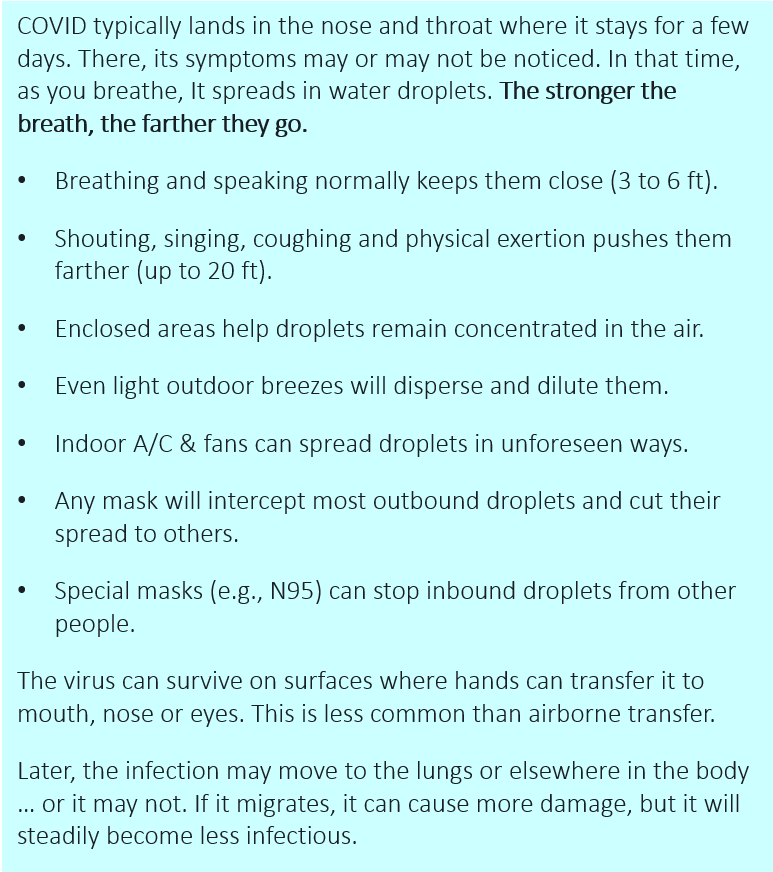 COVID typically lands in the nose and throat where it stays for a few
days. There, its symptoms may or may not be noticed. In that time,
as you breathe, It spreads in water droplets. The stronger the
breath, the farther they go.
• Breathing and speaking normally keeps them close (3 to 6 ft).
• Shouting, singing, coughing and physical exertion pushes them
farther (up to 20 ft).
• Enclosed areas help droplets remain concentrated in the air.
• Even light outdoor breezes will disperse and dilute them.
• Indoor A/C & fans can spread droplets in unforeseen ways.
• Any mask will intercept most outbound droplets and cut their
spread to others.
• Special masks (e.g., N95) can stop inbound droplets from other
people.
The virus can survive on surfaces where hands can transfer it to
mouth, nose or eyes. This is less common than airborne transfer.
Later, the infection may move to the lungs or elsewhere in the body
… or it may not. If it migrates, it can cause more damage, but it will
steadily become less infectious.